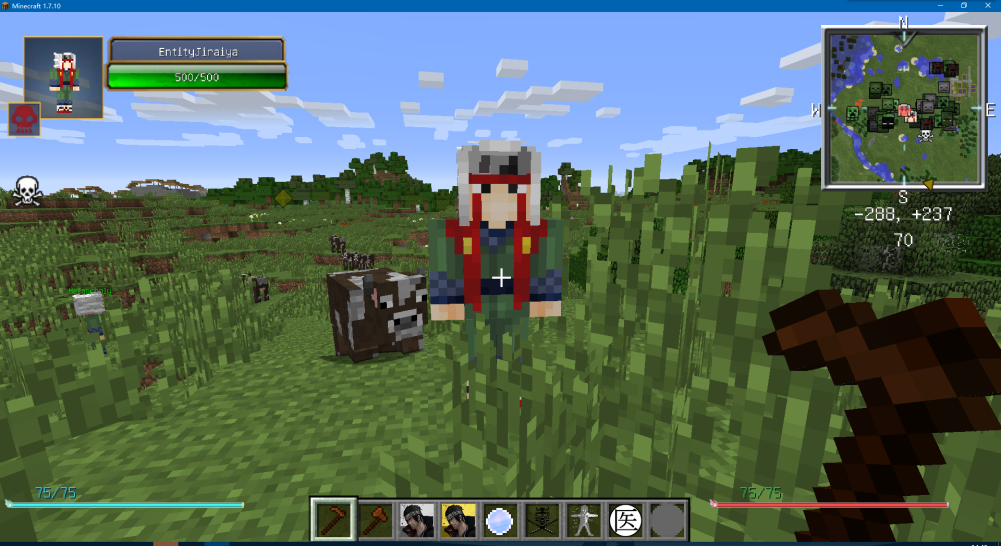 Minecraft 1.7.10
EntityJiraiya
500/500
N
W
E
S
-288, +237
70
75/75
75/75
医